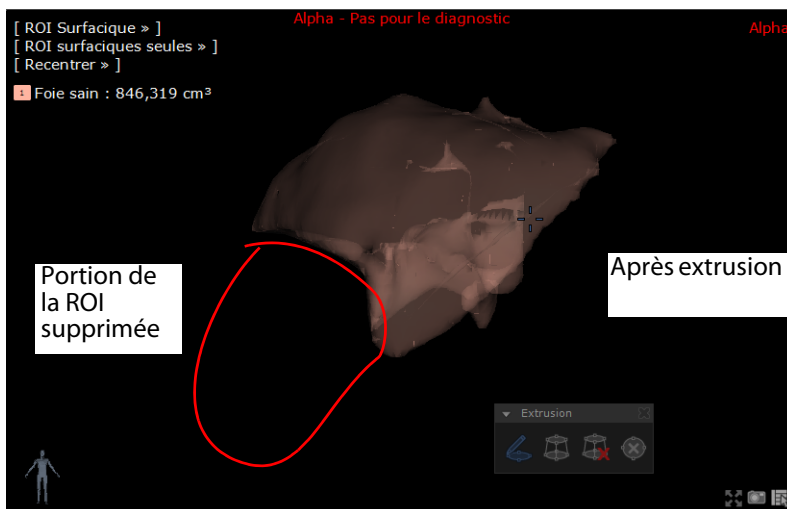 Alpha - Pas pour le diagnostic
Alpha
[ ROI Surfacique » ]
[ ROI surfaciques seules » ]
[ Recentrer » ]
1 Foie sain : 846,319 cm³
Portion de
la ROI
supprimée
Après extrusion
Extrusion